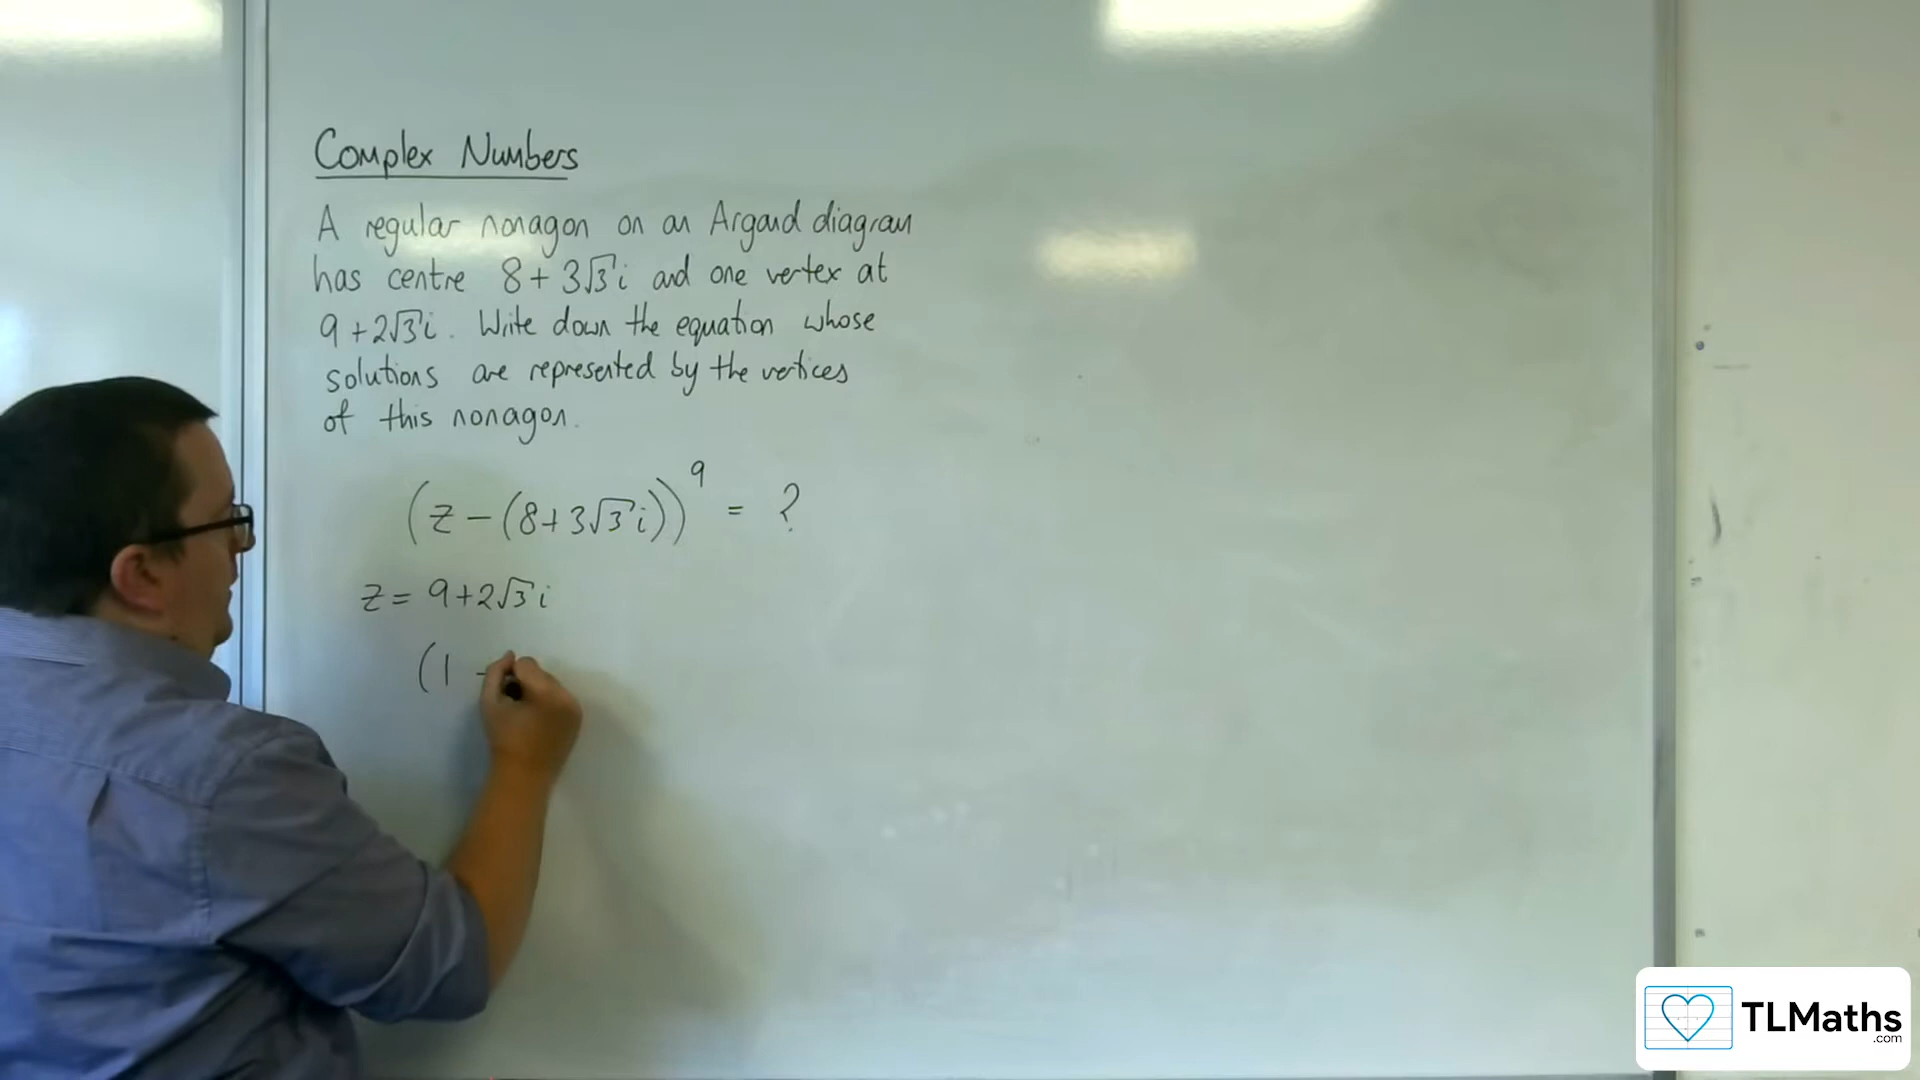 Complex Numbers
A regular nonagon on an Argand diagram
has centre 8 + 3√3 i and one vertex at
9 + 2√3 i. Write down the equation whose
solutions are represented by the vertices
of this nonagon.
(z − (8 + 3√3 i))⁹ = ?
z = 9 + 2√3 i
(1 -
TLMaths
.com